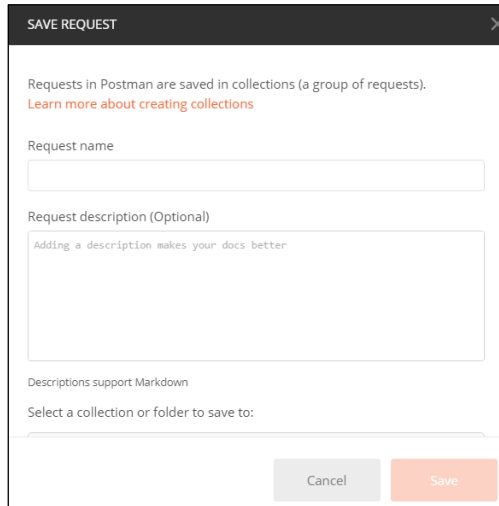 SAVE REQUEST
Requests in Postman are saved in collections (a group of requests).
Learn more about creating collections
Request name
Request description (Optional)
Adding a description makes your docs better
Descriptions support Markdown
Select a collection or folder to save to:
Cancel
Save